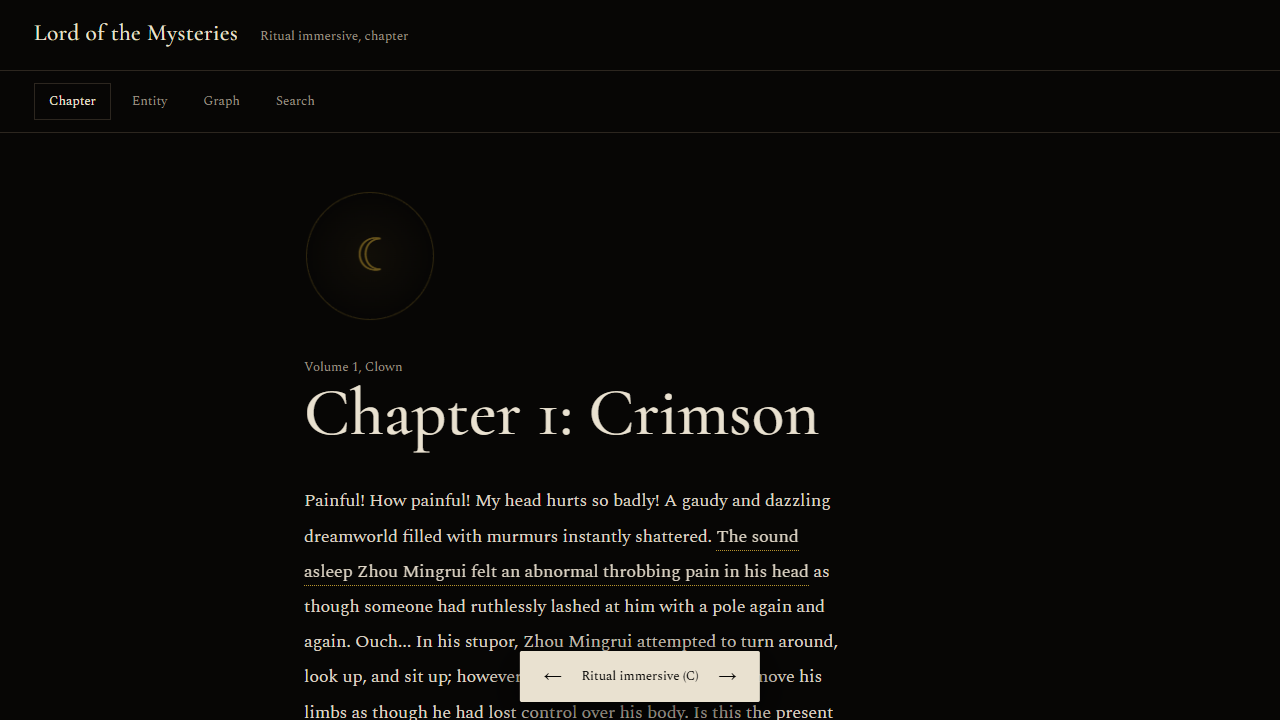 Lord of the Mysteries Ritual immersive, chapter
Chapter Entity Graph Search
Volume 1, Clown
Chapter 1: Crimson
Painful! How painful! My head hurts so badly! A gaudy and dazzling
dreamworld filled with murmurs instantly shattered. The sound
asleep Zhou Mingrui felt an abnormal throbbing pain in his head as
though someone had ruthlessly lashed at him with a pole again and
again. Ouch... In his stupor, Zhou Mingrui attempted to turn around,
look up, and sit up; however his
← Ritual immersive (C) →
limbs as though he had lost control over his body. Is this the present